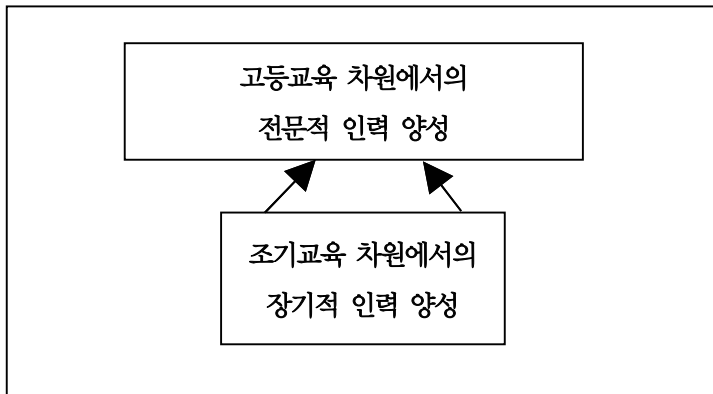 고등교육 차원에서의
전문적 인력 양성
조기교육 차원에서의
장기적 인력 양성